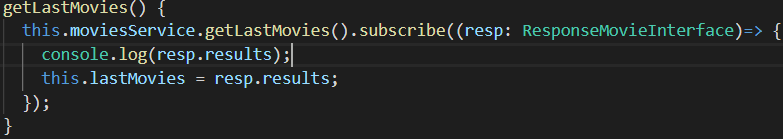 getLastMovies() {
this.moviesService.getLastMovies().subscribe((resp: ResponseMovieInterface)=> {
console.log(resp.results);
this.lastMovies = resp.results;
});
}